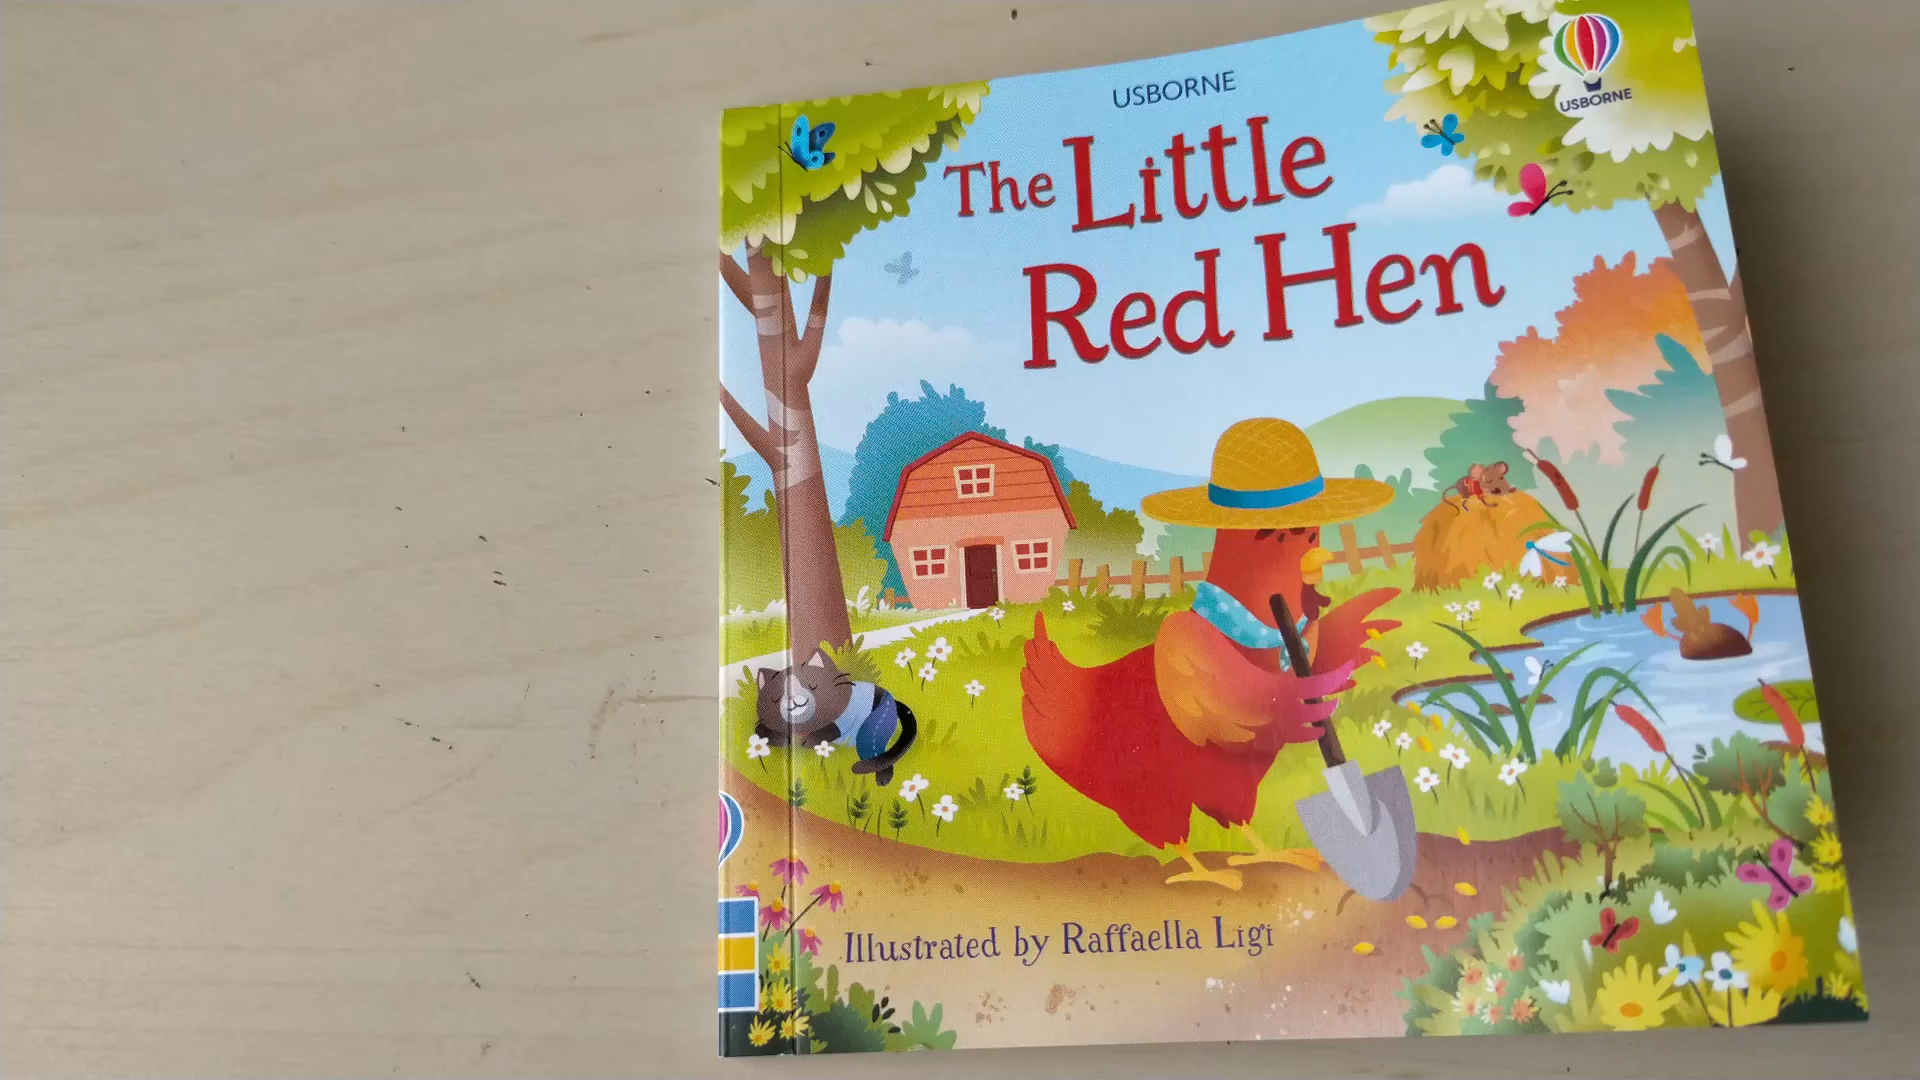 USBORNE
USBORNE
The Little
Red Hen
Illustrated by Raffaella Ligi